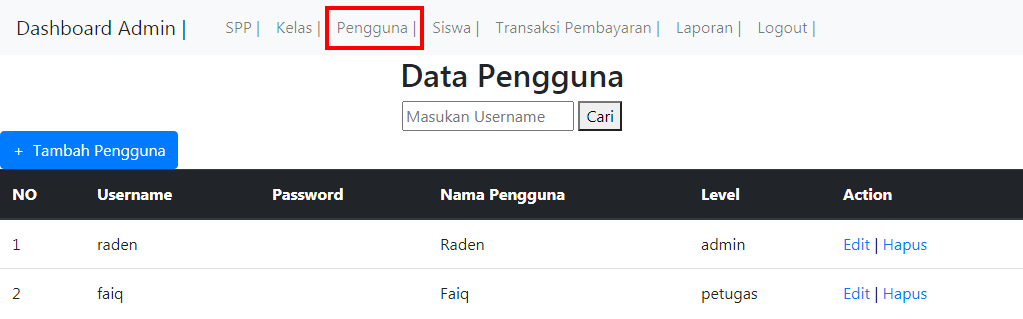 Dashboard Admin | SPP | Kelas | Pengguna | Siswa | Transaksi Pembayaran | Laporan | Logout |
Data Pengguna
Masukan Username Cari
+ Tambah Pengguna
NO Username Password Nama Pengguna Level Action
1 raden Raden admin Edit | Hapus
2 faiq Faiq petugas Edit | Hapus